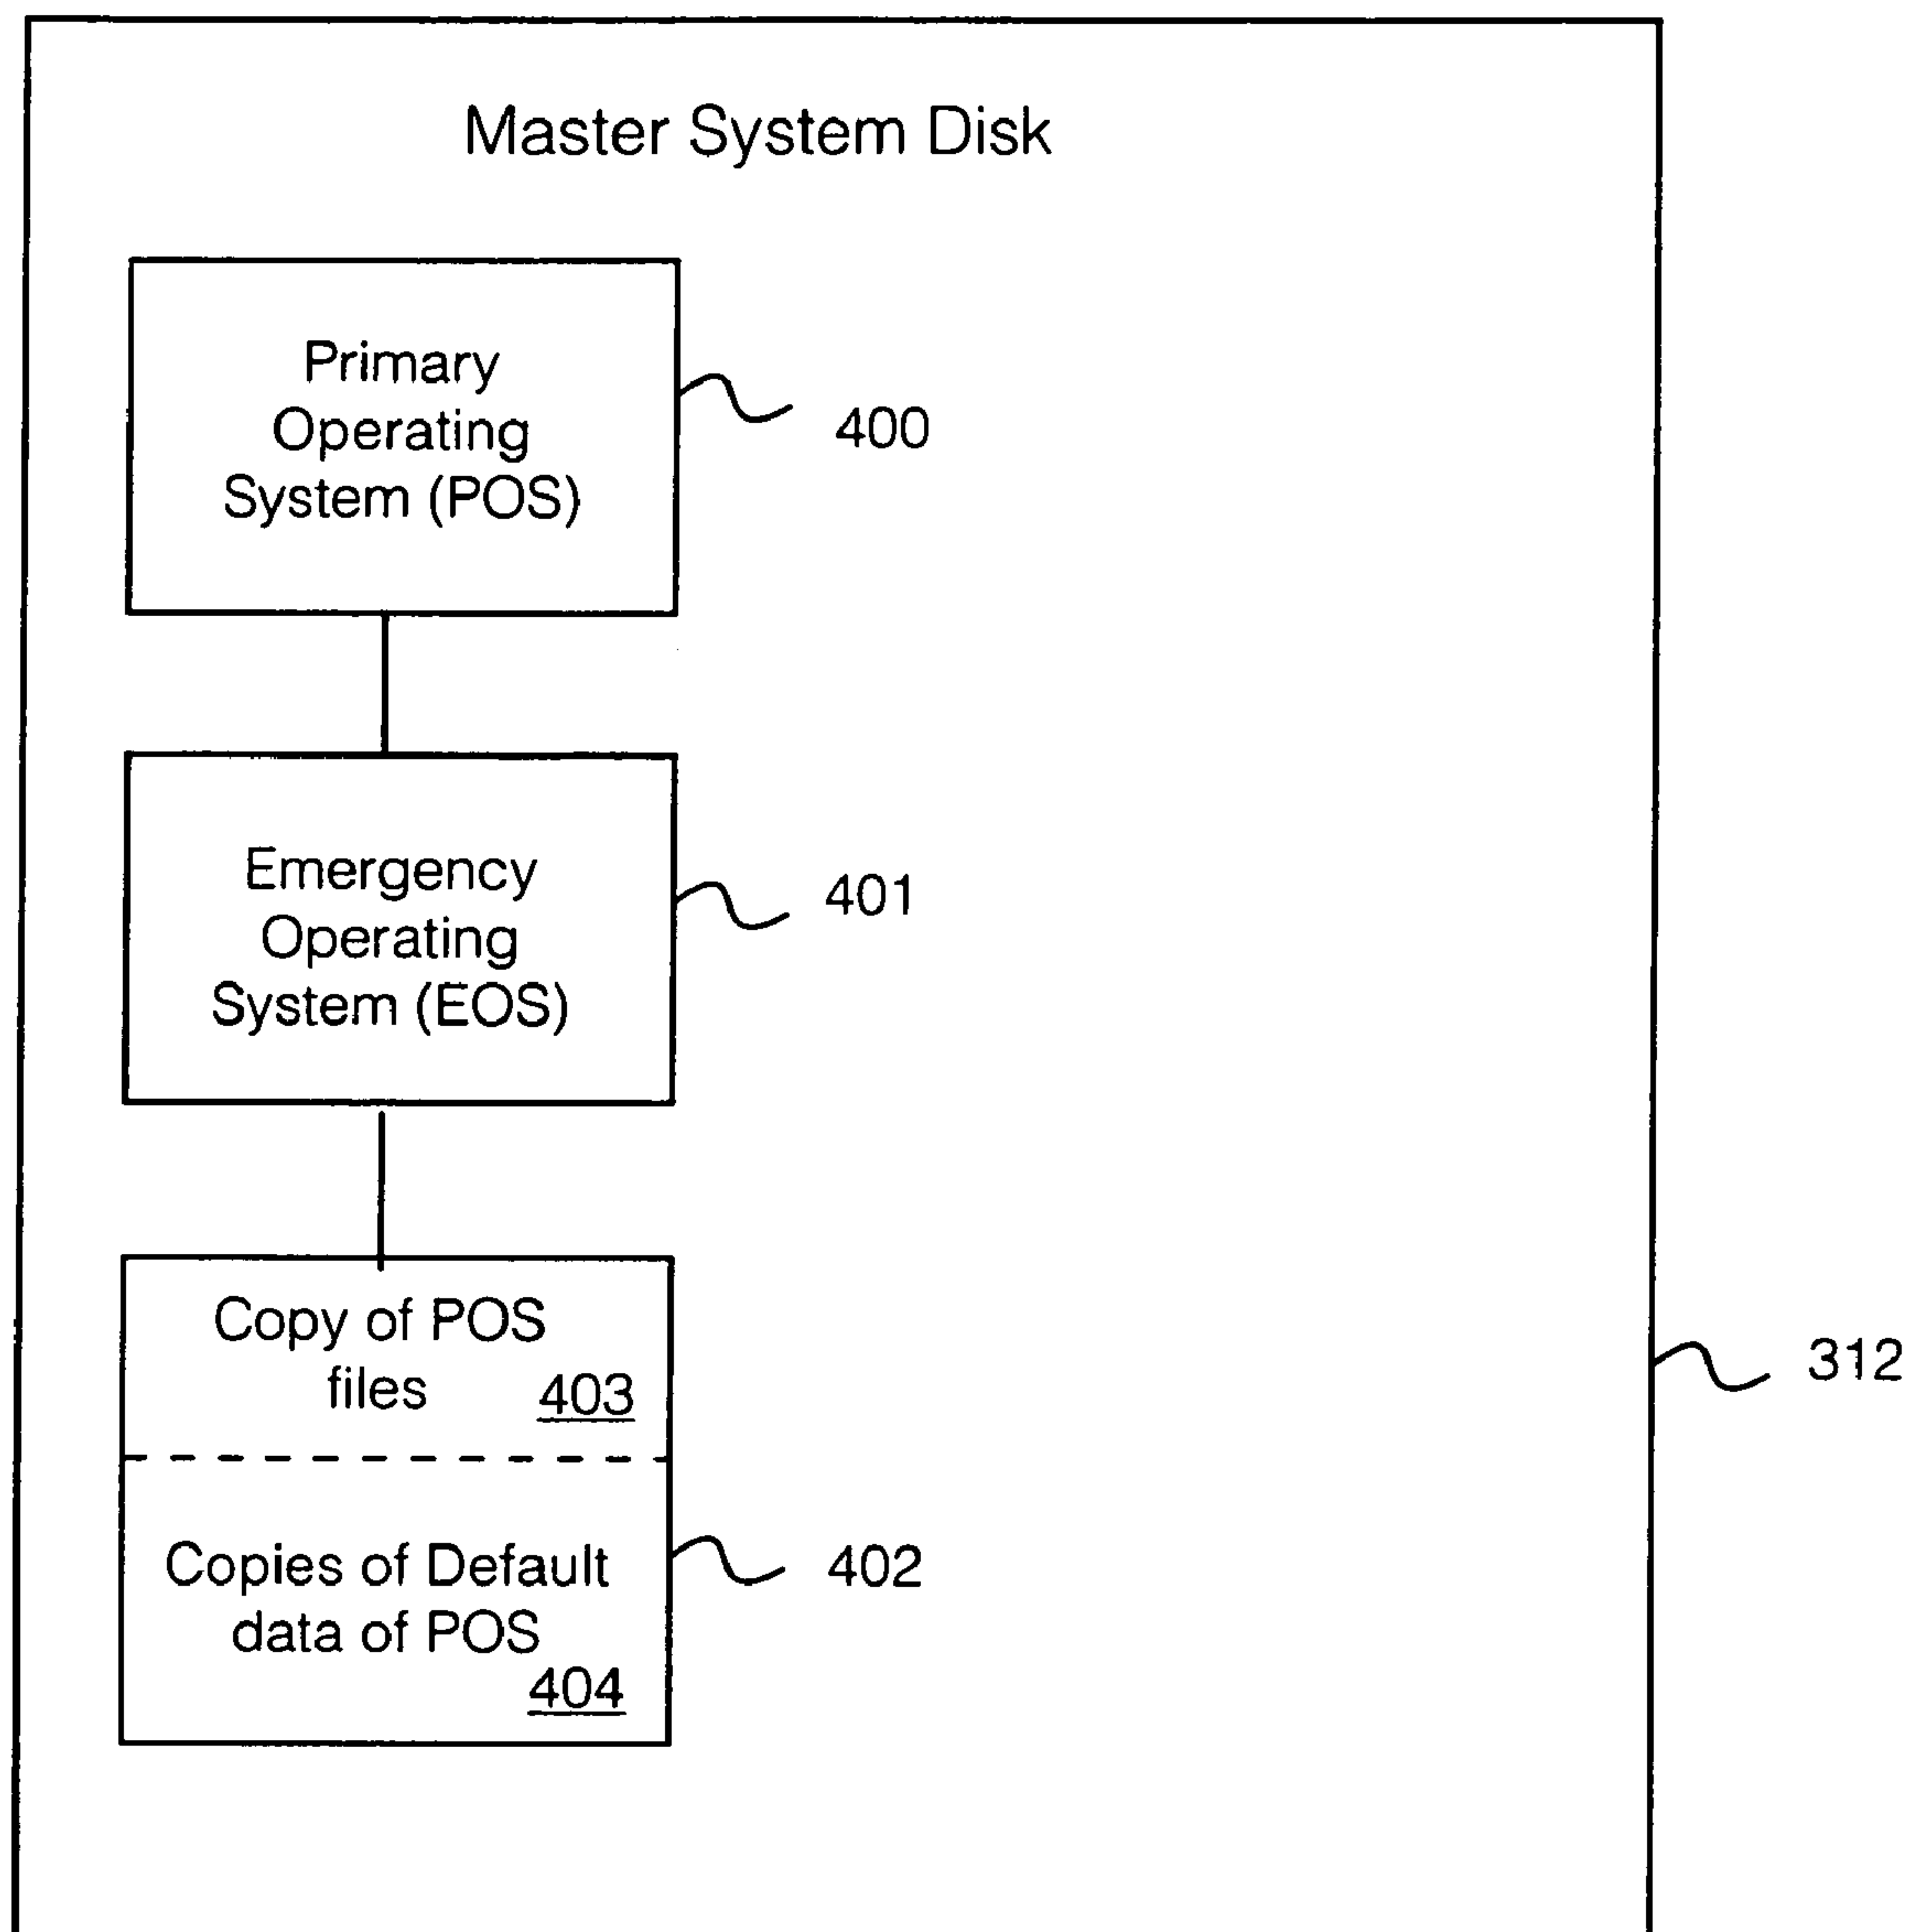 Master System Disk
Primary
Operating
System (POS)
400
Emergency
Operating
System (EOS)
401
Copy of POS
files 403
312
Copies of Default
data of POS
404
402